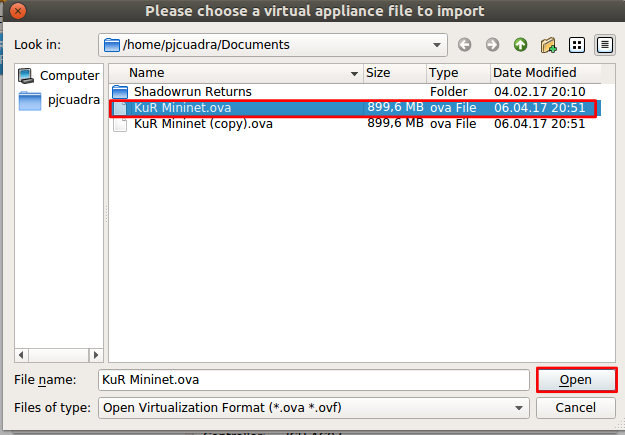 Please choose a virtual appliance file to import
Look in: /home/pjcuadra/Documents
Computer
pjcuadra
Name Size Type Date Modified
Shadowrun Returns Folder 04.02.17 20:10
KuR Mininet.ova 899,6 MB ova File 06.04.17 20:51
KuR Mininet (copy).ova 899,6 MB ova File 06.04.17 20:51
File name: KuR Mininet.ova Open
Files of type: Open Virtualization Format (*.ova *.ovf) Cancel